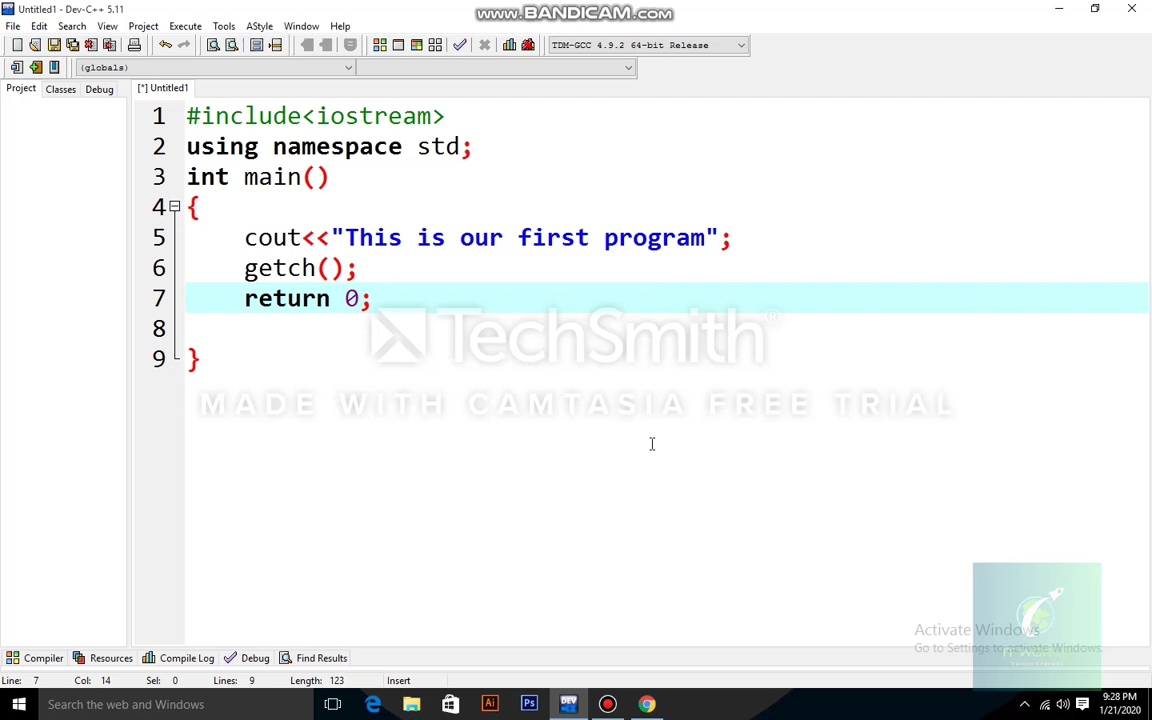 Untitled1 - Dev-C++ 5.11
www.BANDICAM.com
File Edit Search View Project Execute Tools AStyle Window Help
TDM-GCC 4.9.2 64-bit Release
(globals)
Project Classes Debug
[*] Untitled1
1 #include<iostream>
2 using namespace std;
3 int main()
4 {
5 cout<<"This is our first program";
6 getch();
7 return 0;
8
9 }
TechSmith®
MADE WITH CAMTASIA FREE TRIAL
Activate Windows
Go to Settings to activate Windows.
Compiler Resources Compile Log Debug Find Results
Line: 7 Col: 14 Sel: 0 Lines: 9 Length: 123 Insert
Search the web and Windows
Ai
Ps
DEV
9:28 PM
1/21/2020